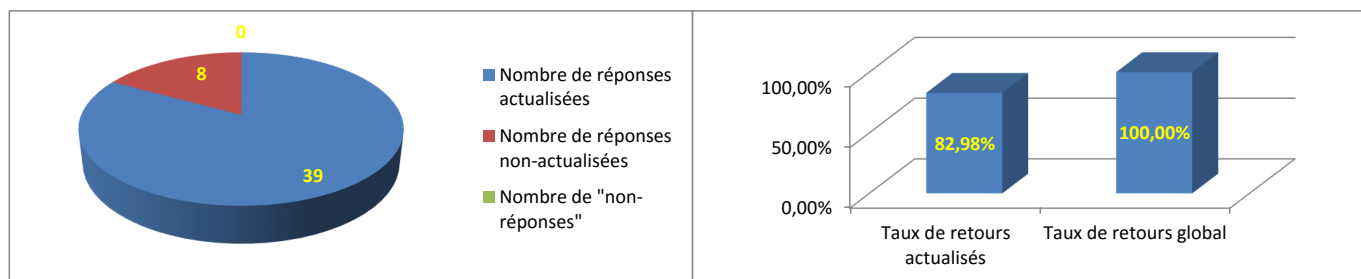 0
8
39
Nombre de réponses
actualisées
Nombre de réponses
non-actualisées
Nombre de "non-
réponses"
100,00%
50,00%
0,00%
82,98%
100,00%
Taux de retours
actualisés
Taux de retours global